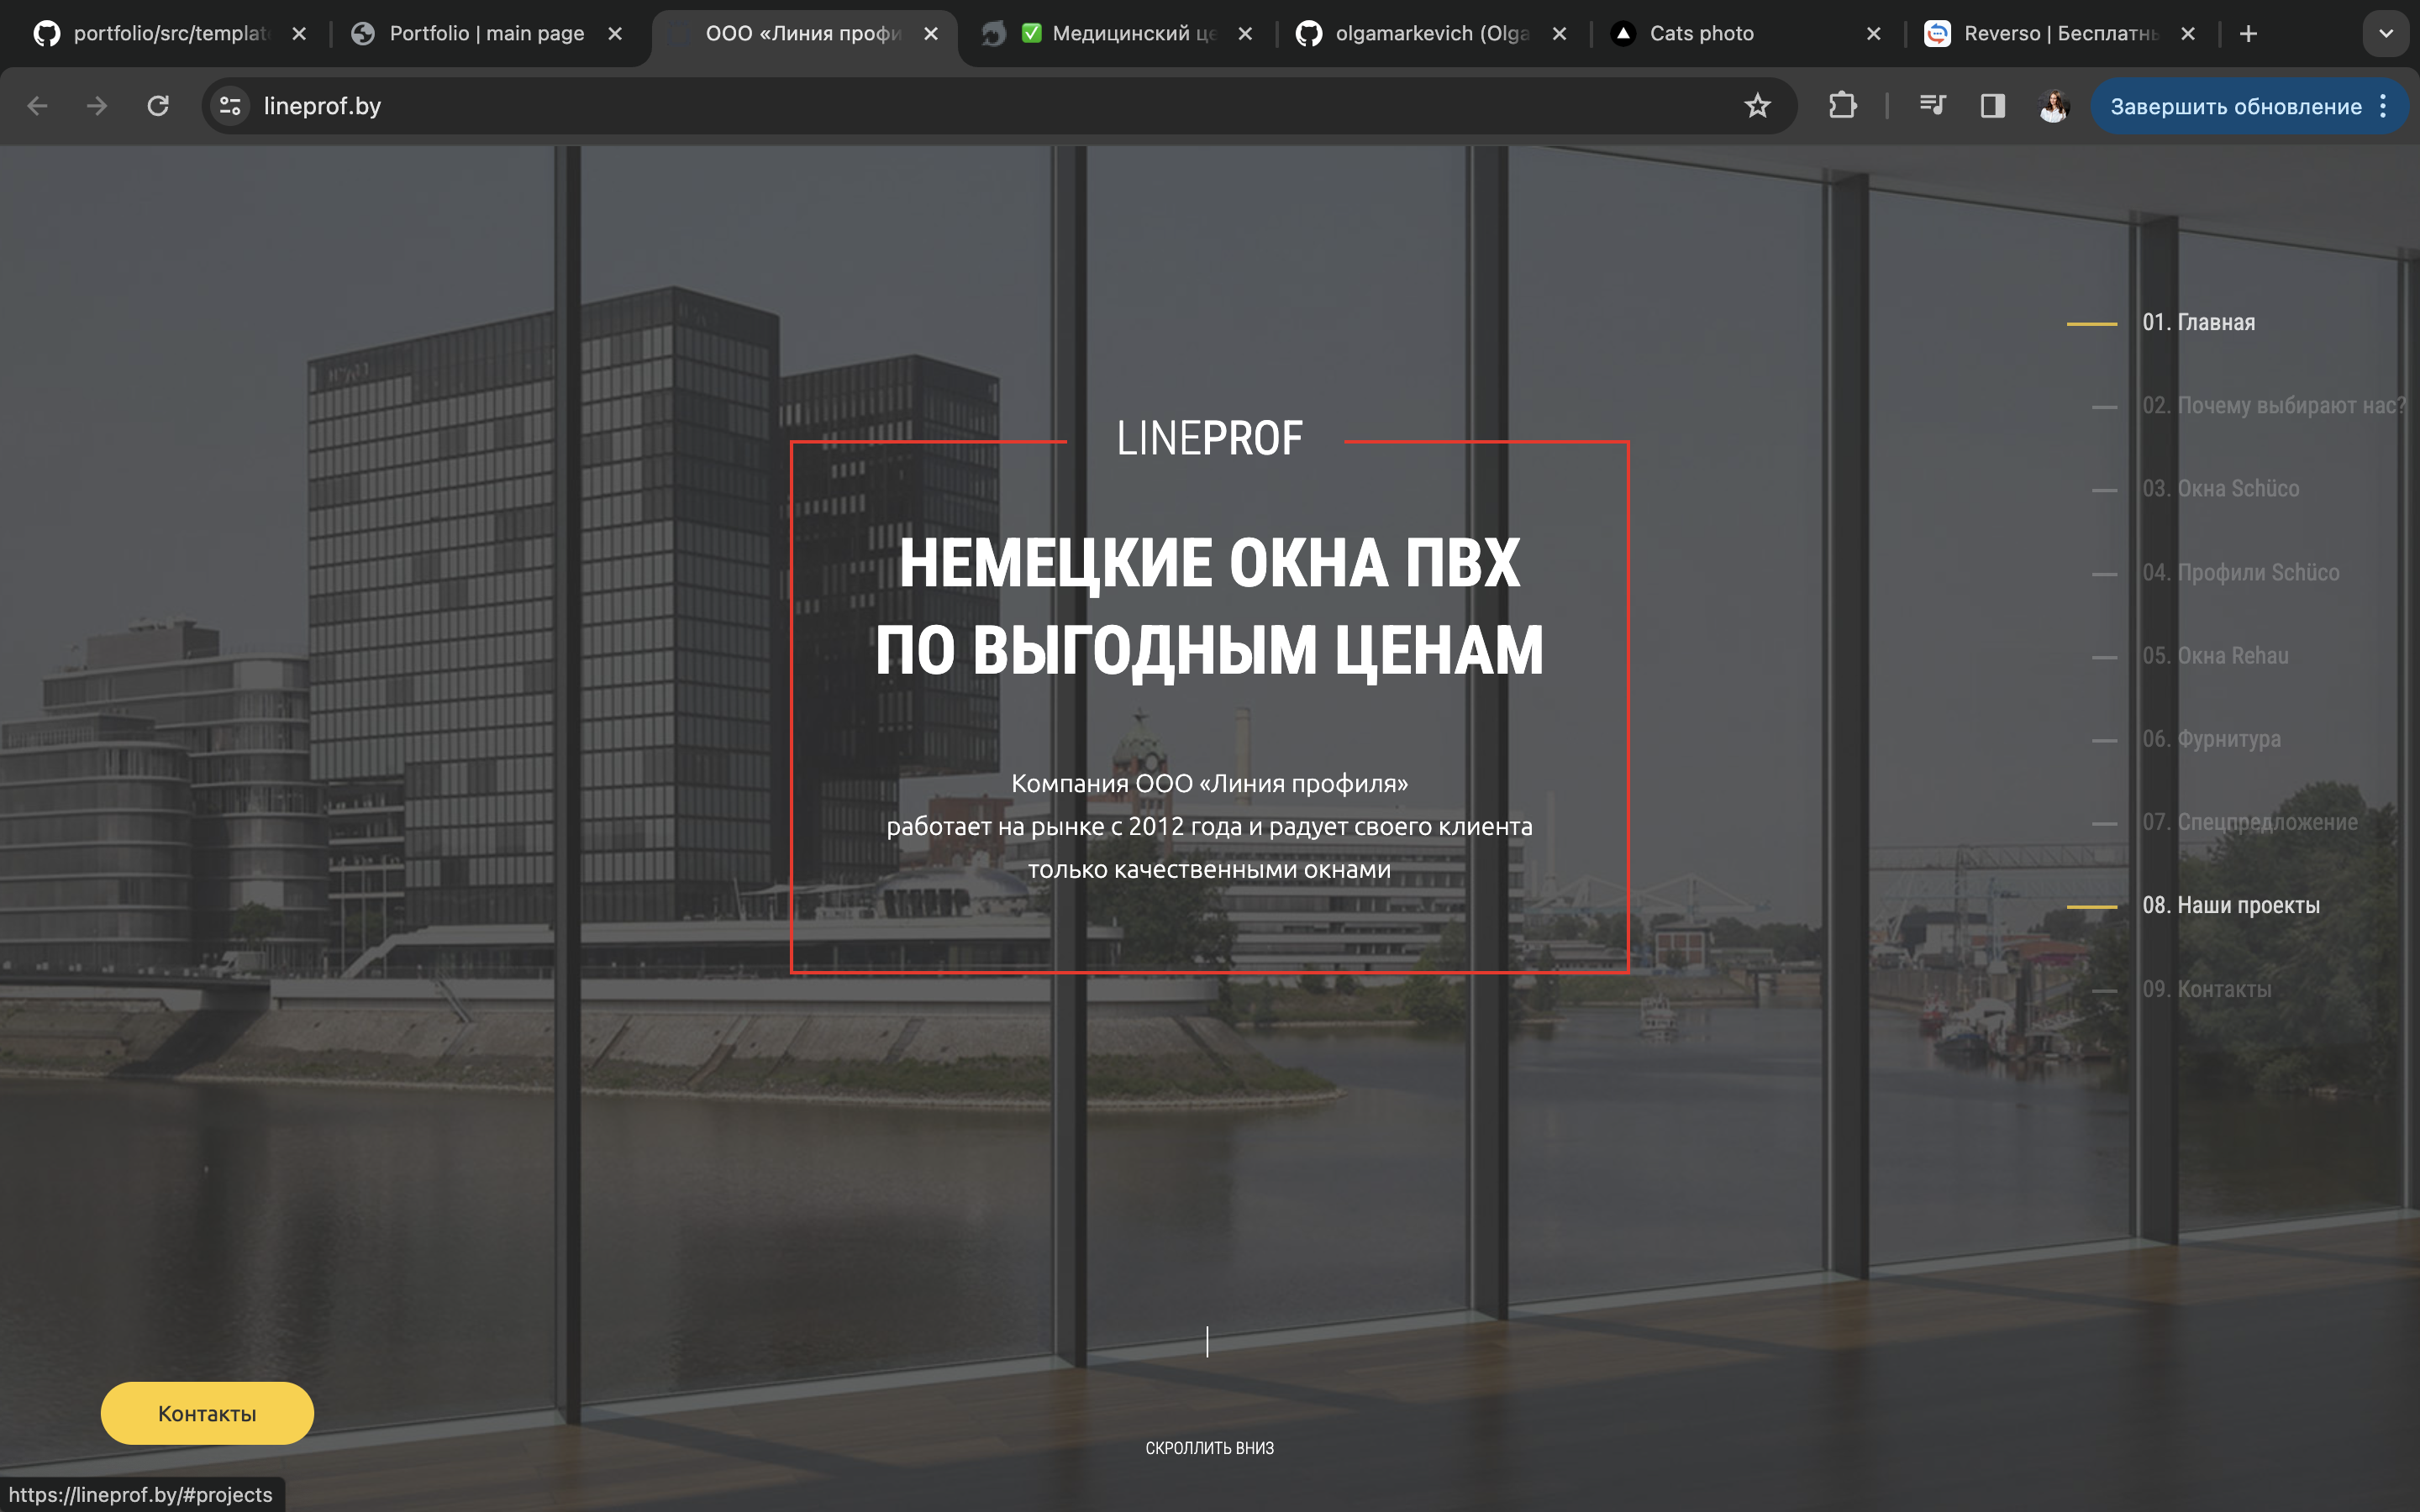 portfolio/src/templat
Portfolio | main page
ООО «Линия профи
✅ Медицинский це
olgamarkevich (Olga
Cats photo
Reverso | Бесплатнь
lineprof.by
Завершить обновление
LINEPROF
НЕМЕЦКИЕ ОКНА ПВХ
ПО ВЫГОДНЫМ ЦЕНАМ
Компания ООО «Линия профиля»
работает на рынке с 2012 года и радует своего клиента
только качественными окнами
01. Главная
02. Почему выбирают нас?
03. Окна Schüco
04. Профили Schüco
05. Окна Rehau
06. Фурнитура
07. Спецпредложение
08. Наши проекты
09. Контакты
Контакты
СКРОЛЛИТЬ ВНИЗ
https://lineprof.by/#projects